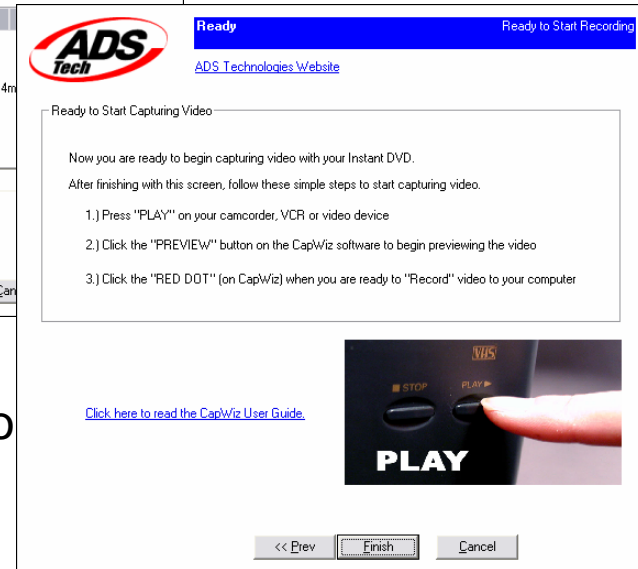 ADS
Tech
Ready
Ready to Start Recording
ADS Technologies Website
4m
Ready to Start Capturing Video
Now you are ready to begin capturing video with your Instant DVD.
After finishing with this screen, follow these simple steps to start capturing video.
1.) Press "PLAY" on your camcorder, VCR or video device
2.) Click the "PREVIEW" button on the CapWiz software to begin previewing the video
3.) Click the "RED DOT" (on CapWiz) when you are ready to "Record" video to your computer
Can
VHS
STOP
PLAY
Click here to read the CapWiz User Guide.
PLAY
<< Prev
Finish
Cancel